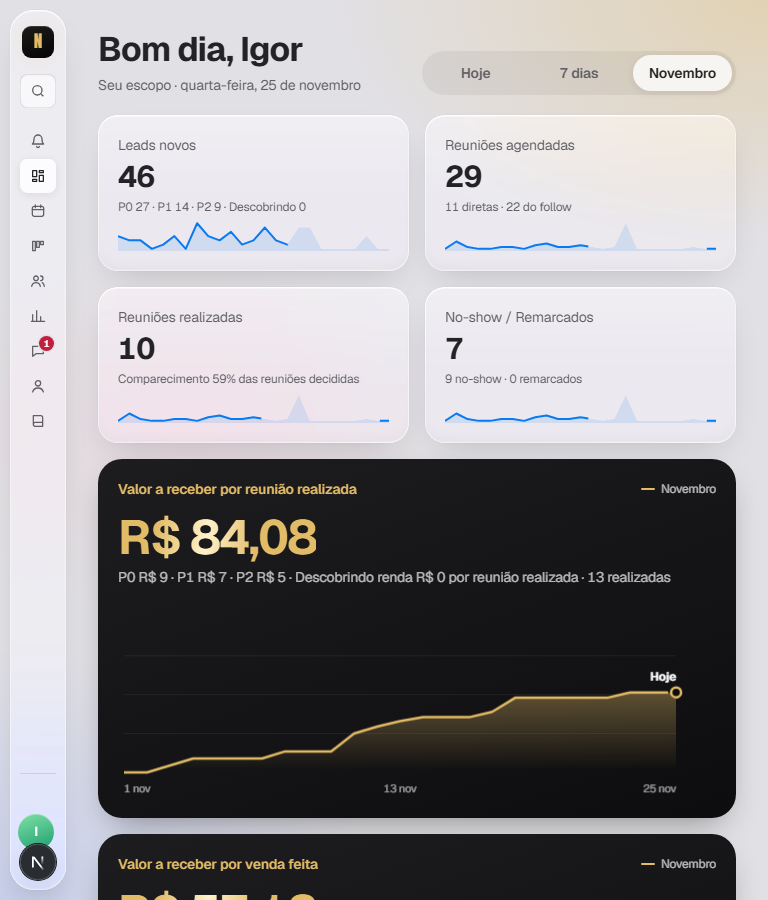 N
Bom dia, Igor
Seu escopo · quarta-feira, 25 de novembro
Hoje
7 dias
Novembro
Leads novos
46
P0 27 · P1 14 · P2 9 · Descobrindo 0
Reuniões agendadas
29
11 diretas · 22 do follow
Reuniões realizadas
10
Comparecimento 59% das reuniões decididas
No-show / Remarcados
7
9 no-show · 0 remarcados
1
Valor a receber por reunião realizada
Novembro
R$ 84,08
P0 R$ 9 · P1 R$ 7 · P2 R$ 5 · Descobrindo renda R$ 0 por reunião realizada · 13 realizadas
Hoje
1 nov
13 nov
25 nov
I
N
Valor a receber por venda feita
Novembro
R$